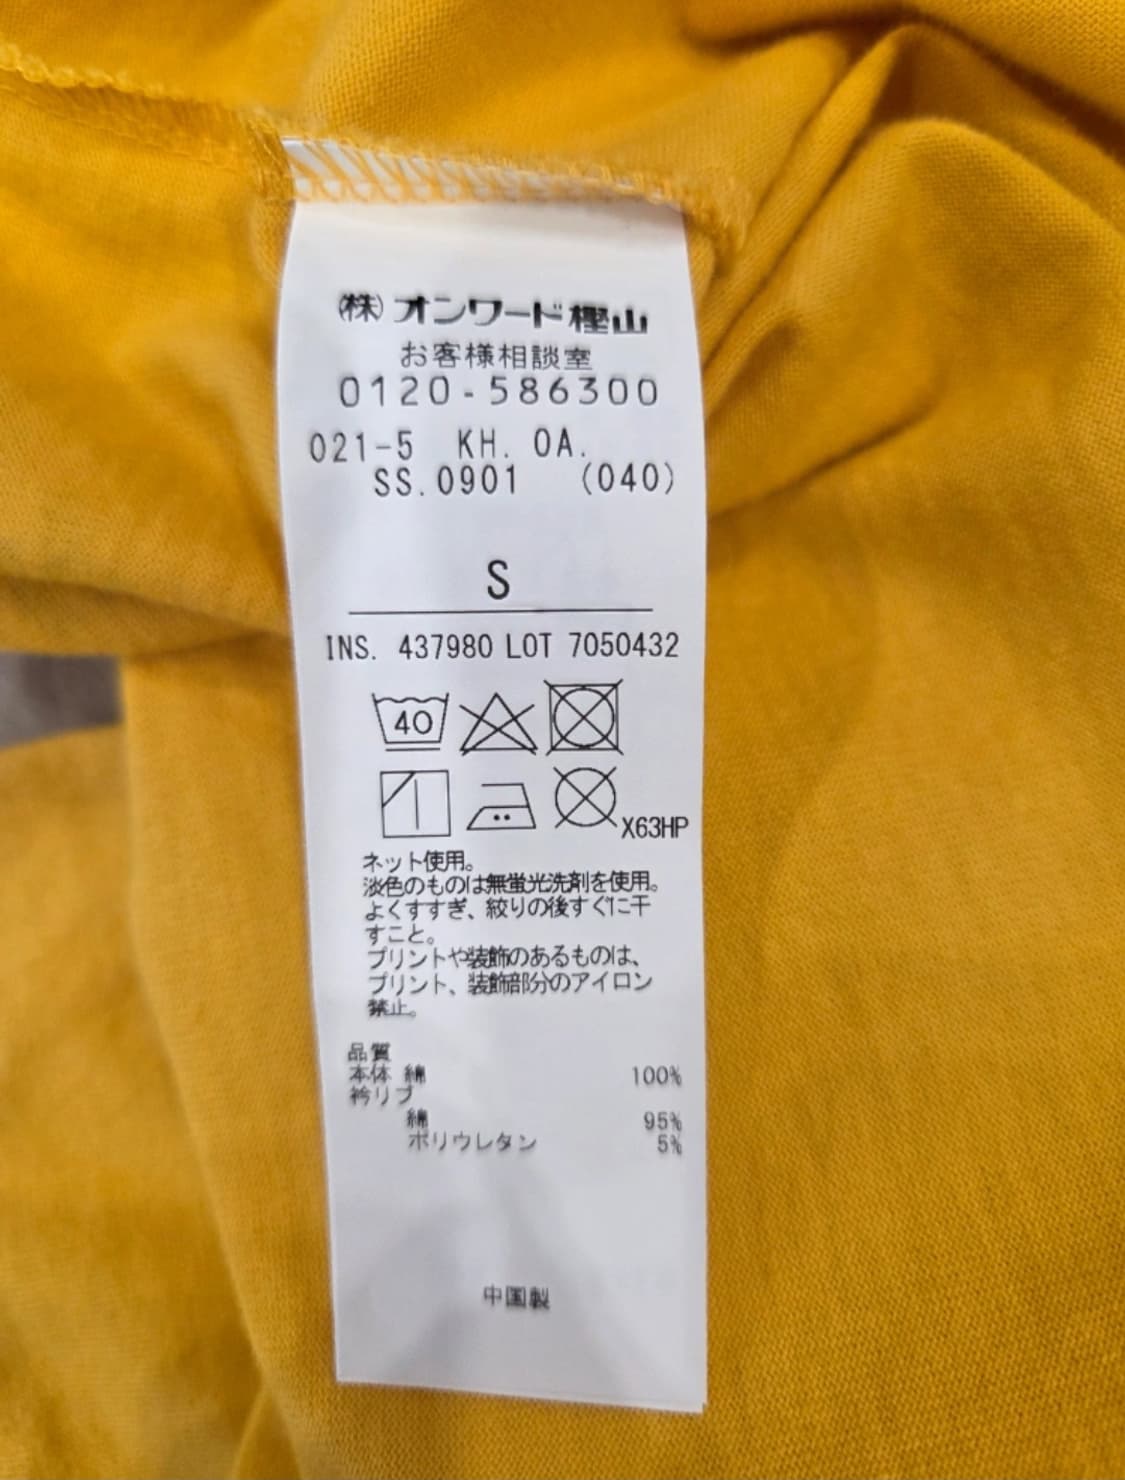 (株)オンワード樫山
お客様相談室
0120-586300
021-5 KH. OA.
SS.0901 (040)
S
INS. 437980 LOT 7050432
40
X63HP
ネット使用。
淡色のものは無蛍光洗剤を使用。
よくすすぎ、絞りの後すぐに干
すこと。
プリントや装飾のあるものは、
プリント、装飾部分のアイロン
禁止。
品質
本体 綿 100%
衿リブ
綿 95%
ポリウレタン 5%
中国製